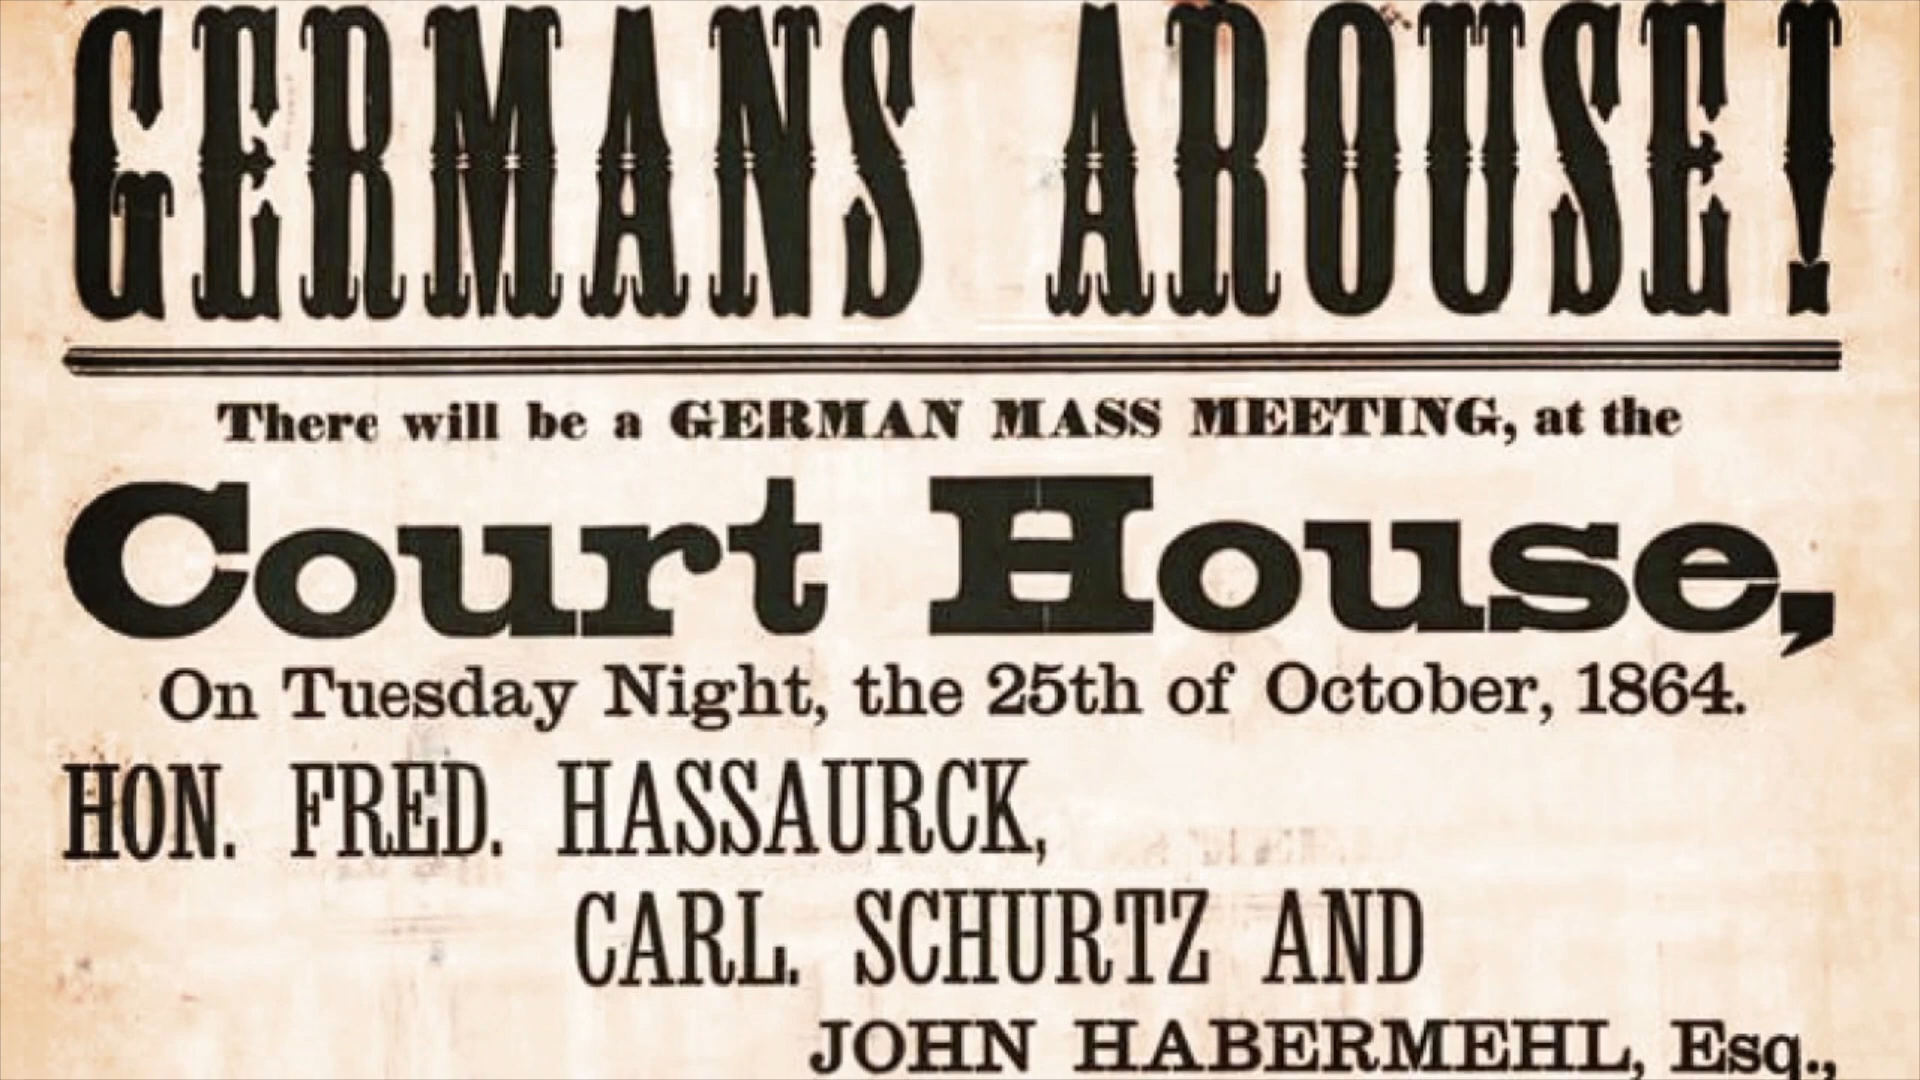 GERMANS AROUSE!
There will be a GERMAN MASS MEETING, at the
Court House,
On Tuesday Night, the 25th of October, 1864.
HON. FRED. HASSAURCK,
CARL. SCHURTZ AND
JOHN HABERMEHL, Esq.,